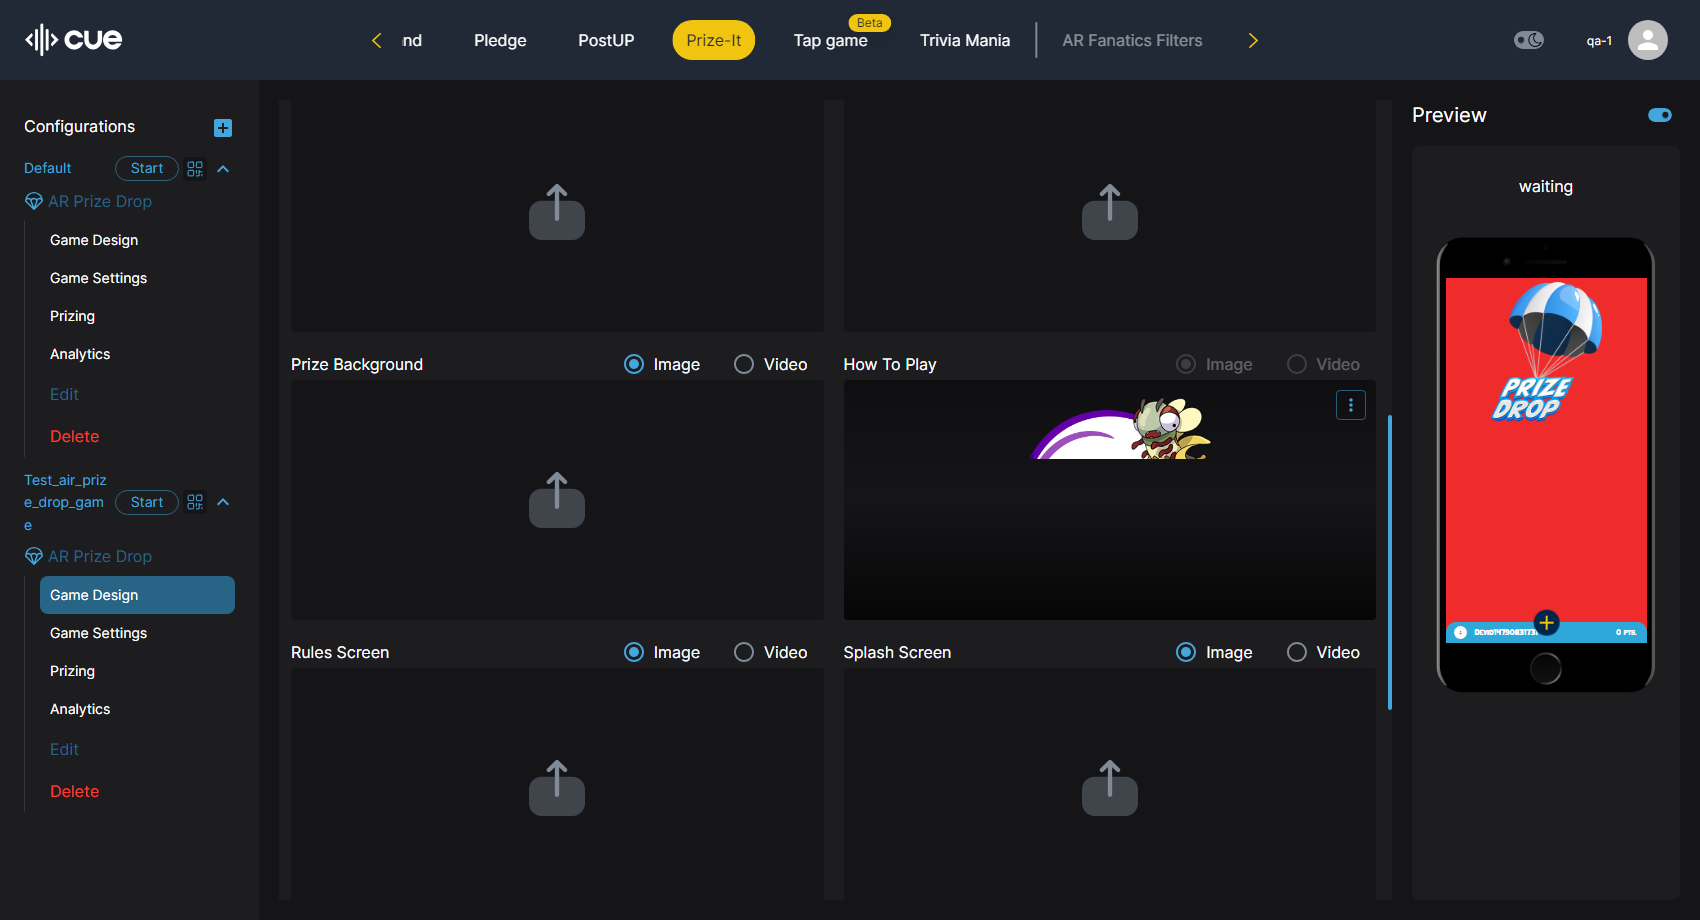 cue
nd
Pledge
PostUP
Prize-It
Beta
Tap game
Trivia Mania
AR Fanatics Filters
qa-1
Configurations
Default
Start
AR Prize Drop
Game Design
Game Settings
Prizing
Analytics
Edit
Delete
Test_air_priz
e_drop_gam
e
Start
AR Prize Drop
Game Design
Game Settings
Prizing
Analytics
Edit
Delete
Prize Background
Image
Video
How To Play
Image
Video
Rules Screen
Image
Video
Splash Screen
Image
Video
Preview
waiting
PRIZE
DROP
0 PTS.